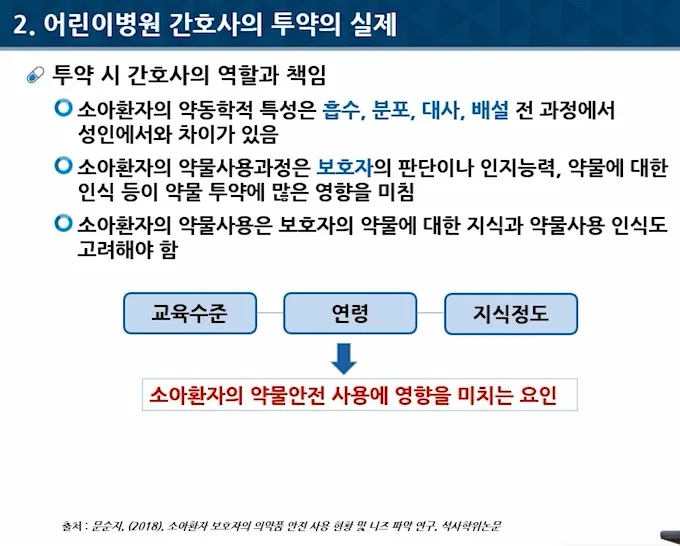 2. 어린이병원 간호사의 투약의 실제
투약 시 간호사의 역할과 책임
소아환자의 약동학적 특성은 흡수, 분포, 대사, 배설 전 과정에서
성인에서와 차이가 있음
소아환자의 약물사용과정은 보호자의 판단이나 인지능력, 약물에 대한
인식 등이 약물 투약에 많은 영향을 미침
소아환자의 약물사용은 보호자의 약물에 대한 지식과 약물사용 인식도
고려해야 함
교육수준 연령 지식정도
소아환자의 약물안전 사용에 영향을 미치는 요인
출처 : 문순지, (2018), 소아환자 보호자의 의약품 안전 사용 현황 및 니즈 파악 연구, 석사학위논문